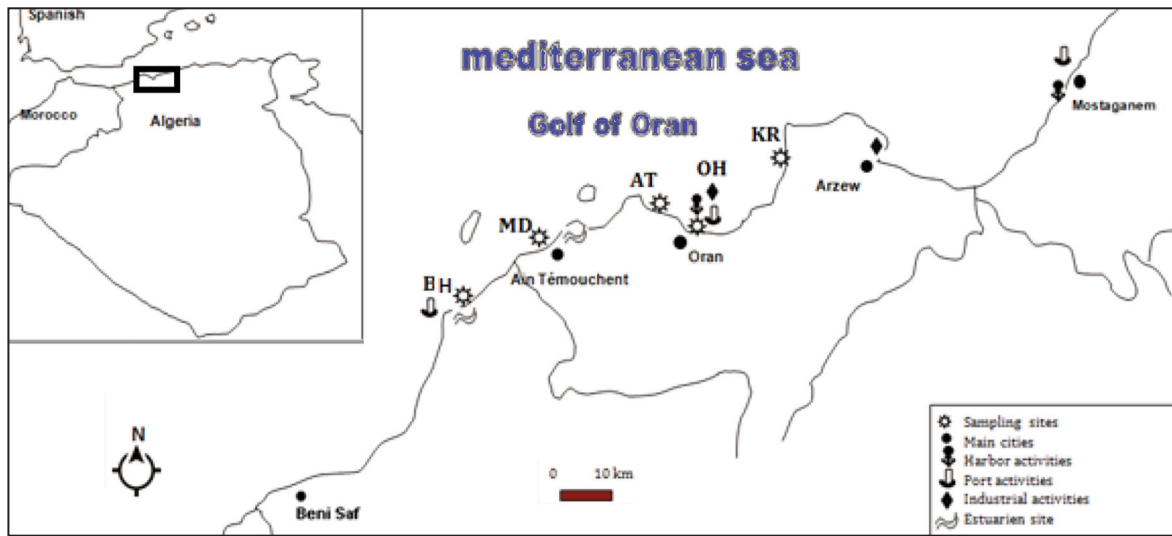 Spanish
Morocco
Algeria
mediterranean sea
Golf of Oran
KR
OH
AT
MD
BH
Mostaganem
Arzew
Oran
Ain Témouchent
Beni Saf
N
0 10 km
Sampling sites
Main cities
Harbor activities
Port activities
Industrial activities
Estuarien site